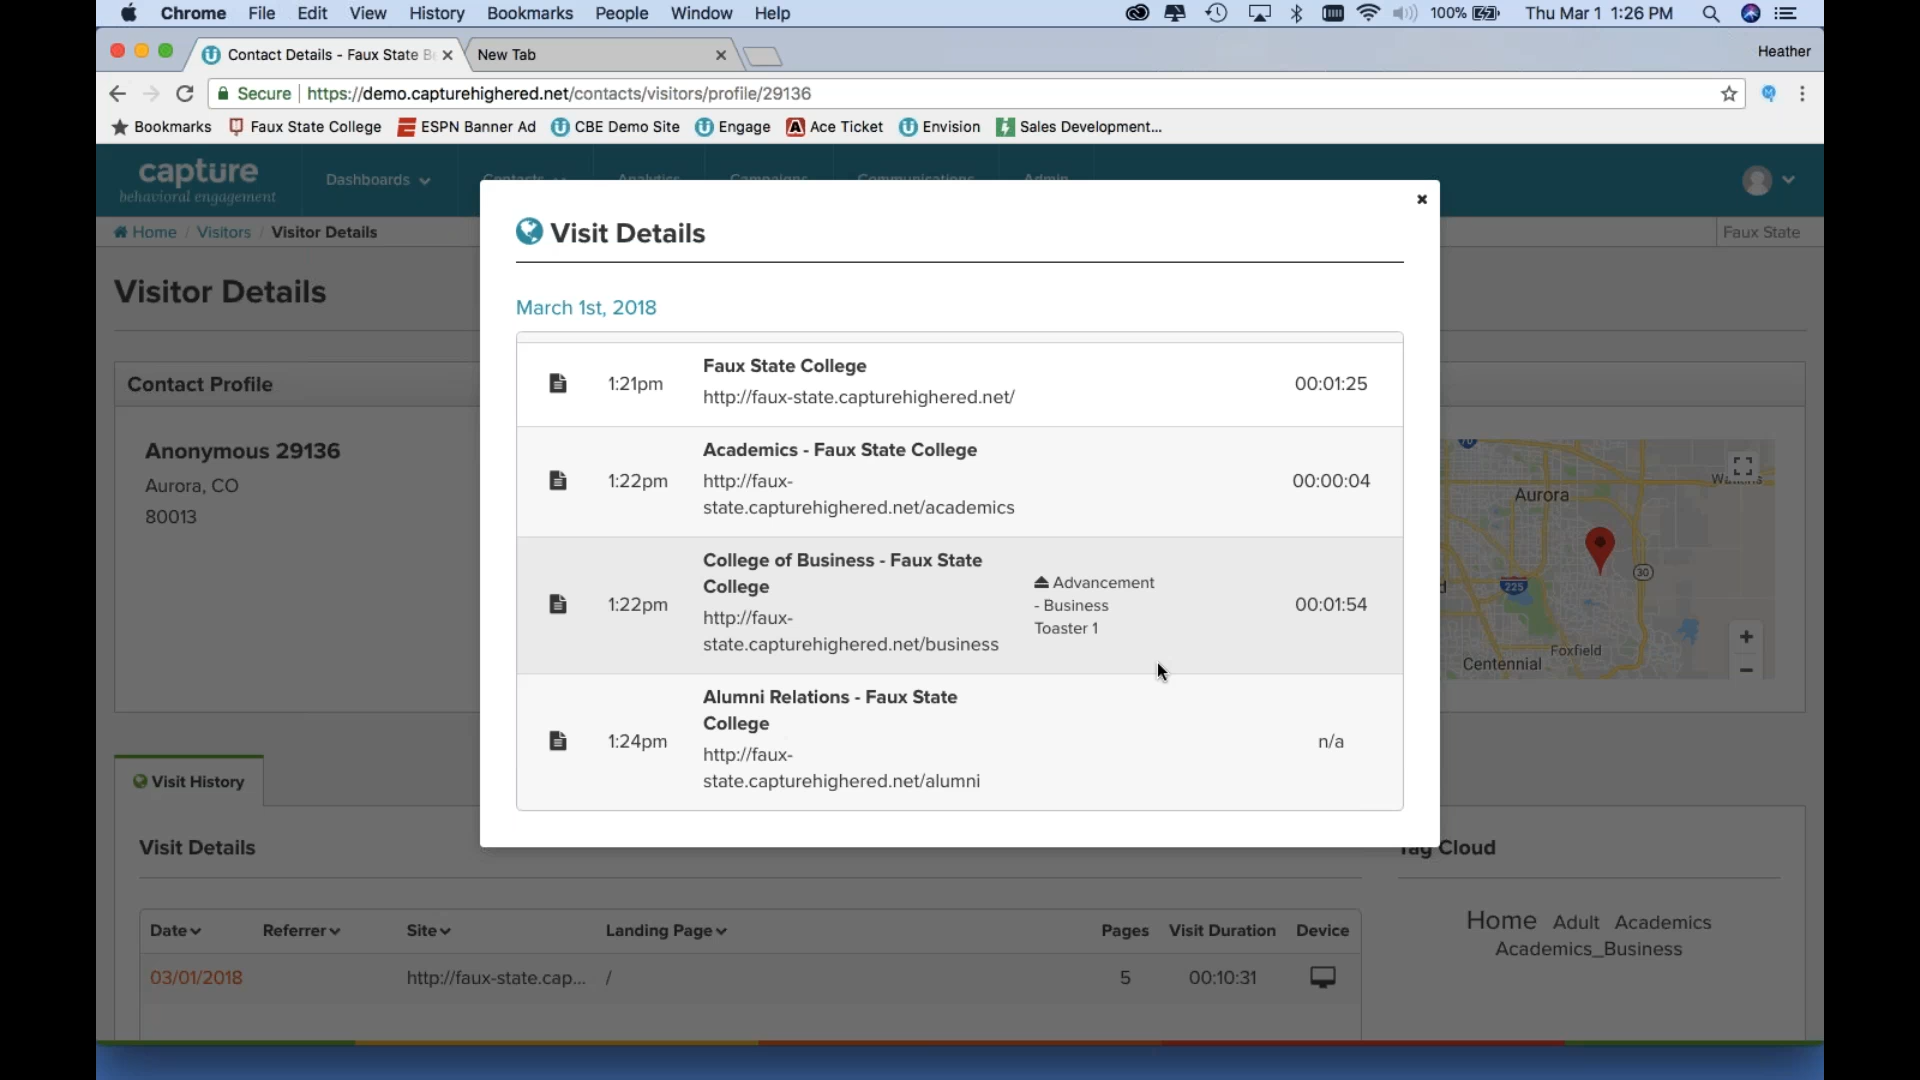 Chrome File Edit View History Bookmarks People Window Help 100% Thu Mar 1 1:26 PM
Contact Details - Faux State B New Tab Heather
Secure https://demo.capturehighered.net/contacts/visitors/profile/29136
Bookmarks Faux State College ESPN Banner Ad CBE Demo Site Engage Ace Ticket Envision Sales Development...
capture
behavioral engagement
Dashboards Contacts Analytics Campaigns Communications Admin
Home / Visitors / Visitor Details Faux State
Visitor Details
Contact Profile
Anonymous 29136
Aurora, CO
80013
Visit Details
March 1st, 2018
1:21pm Faux State College 00:01:25
http://faux-state.capturehighered.net/
1:22pm Academics - Faux State College 00:00:04
http://faux-
state.capturehighered.net/academics
1:22pm College of Business - Faux State
College
http://faux-
state.capturehighered.net/business
Advancement
- Business
Toaster 1
00:01:54
1:24pm Alumni Relations - Faux State
College
http://faux-
state.capturehighered.net/alumni
n/a
Aurora
225
30
Foxfield
Centennial
Visit History
Visit Details
Tag Cloud
Date Referrer Site Landing Page Pages Visit Duration Device
03/01/2018 http://faux-state.cap... / 5 00:10:31
Home Adult Academics
Academics_Business